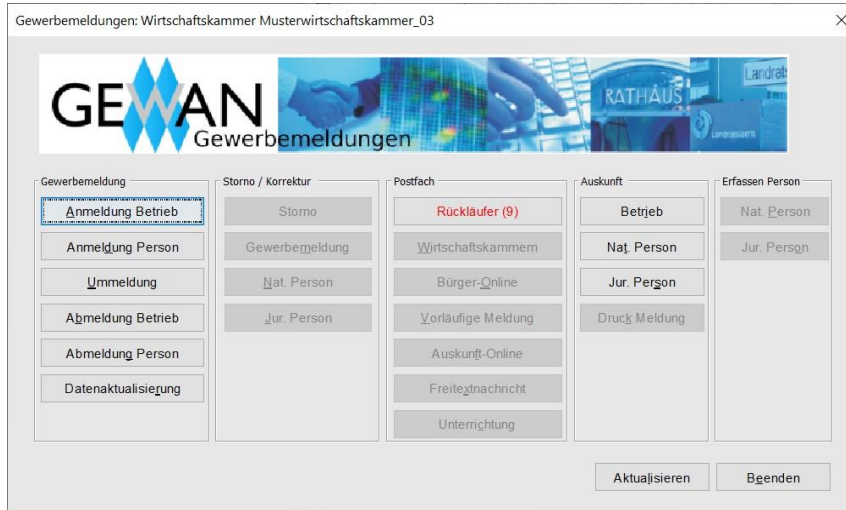 Gewerbemeldungen: Wirtschaftskammer Musterwirtschaftskammer_03
GEWAN
Gewerbemeldungen
RATHAUS
Landrats
Landratsamt
Gewerbemeldung
Anmeldung Betrieb
Anmeldung Person
Ummeldung
Abmeldung Betrieb
Abmeldung Person
Datenaktualisierung
Storno / Korrektur
Storno
Gewerbemeldung
Nat. Person
Jur. Person
Postfach
Rückläufer (9)
Wirtschaftskammern
Bürger-Online
Vorläufige Meldung
Auskunft-Online
Freitextnachricht
Unterrichtung
Auskunft
Betrieb
Nat. Person
Jur. Person
Druck Meldung
Erfassen Person
Nat. Person
Jur. Person
Aktualisieren
Beenden